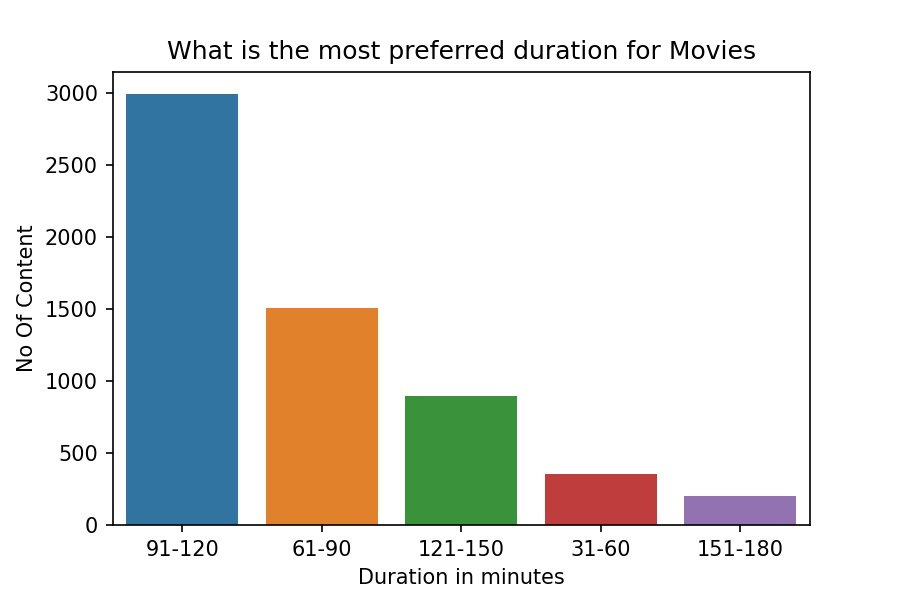 What is the most preferred duration for Movies
No Of Content
3000
2500
2000
1500
1000
500
0
91-120 61-90 121-150 31-60 151-180
Duration in minutes